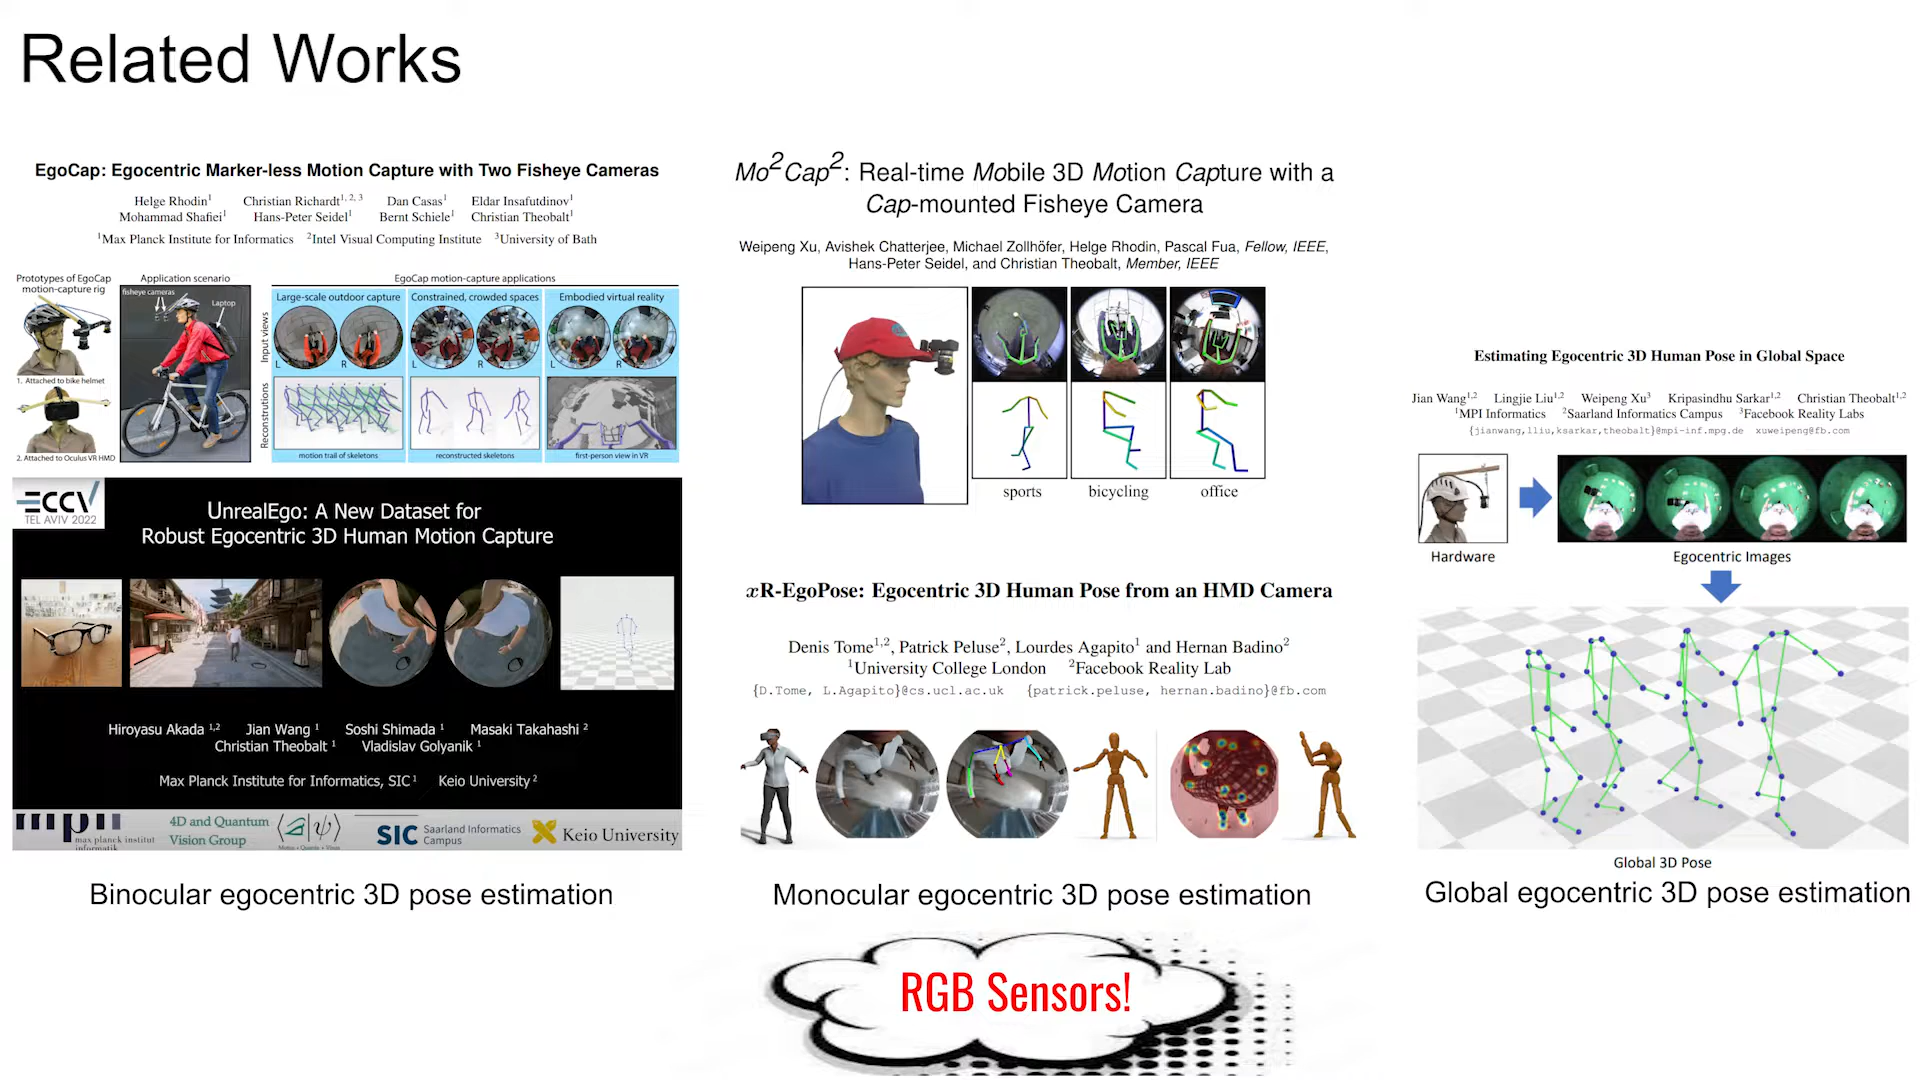 Related Works
EgoCap: Egocentric Marker-less Motion Capture with Two Fisheye Cameras
Helge Rhodin¹ Christian Richardt¹,²,³ Dan Casas¹ Eldar Insafutdinov¹
Mohammad Shafiei¹ Hans-Peter Seidel¹ Bernt Schiele¹ Christian Theobalt¹
¹Max Planck Institute for Informatics ²Intel Visual Computing Institute ³University of Bath
Prototypes of EgoCap
motion-capture rig
Application scenario
EgoCap motion-capture applications
fisheye cameras
Laptop
Large-scale outdoor capture
Constrained, crowded spaces
Embodied virtual reality
Input views
L R L R L R
1. Attached to bike helmet
Reconstrutions
2. Attached to Oculus VR HMD
motion trail of skeletons
reconstructed skeletons
first-person view in VR
ECCV
TEL AVIV 2022
UnrealEgo: A New Dataset for
Robust Egocentric 3D Human Motion Capture
Hiroyasu Akada ¹,² Jian Wang ¹ Soshi Shimada ¹ Masaki Takahashi ²
Christian Theobalt ¹ Vladislav Golyanik ¹
Max Planck Institute for Informatics, SIC ¹ Keio University ²
mpii
max planck institut
informatik
4D and Quantum
Vision Group
SIC Saarland Informatics
Campus
Keio University
Binocular egocentric 3D pose estimation
Mo²Cap²: Real-time Mobile 3D Motion Capture with a
Cap-mounted Fisheye Camera
Weipeng Xu, Avishek Chatterjee, Michael Zollhöfer, Helge Rhodin, Pascal Fua, Fellow, IEEE,
Hans-Peter Seidel, and Christian Theobalt, Member, IEEE
sports bicycling office
xR-EgoPose: Egocentric 3D Human Pose from an HMD Camera
Denis Tome¹,², Patrick Peluse², Lourdes Agapito¹ and Hernan Badino²
¹University College London ²Facebook Reality Lab
{D.Tome, L.Agapito}@cs.ucl.ac.uk {patrick.peluse, hernan.badino}@fb.com
Monocular egocentric 3D pose estimation
RGB Sensors!
Estimating Egocentric 3D Human Pose in Global Space
Jian Wang¹,² Lingjie Liu¹,² Weipeng Xu³ Kripasindhu Sarkar¹,² Christian Theobalt¹,²
¹MPI Informatics ²Saarland Informatics Campus ³Facebook Reality Labs
{jianwang,lliu,ksarkar,theobalt}@mpi-inf.mpg.de xuweipeng@fb.com
Hardware
Egocentric Images
Global 3D Pose
Global egocentric 3D pose estimation